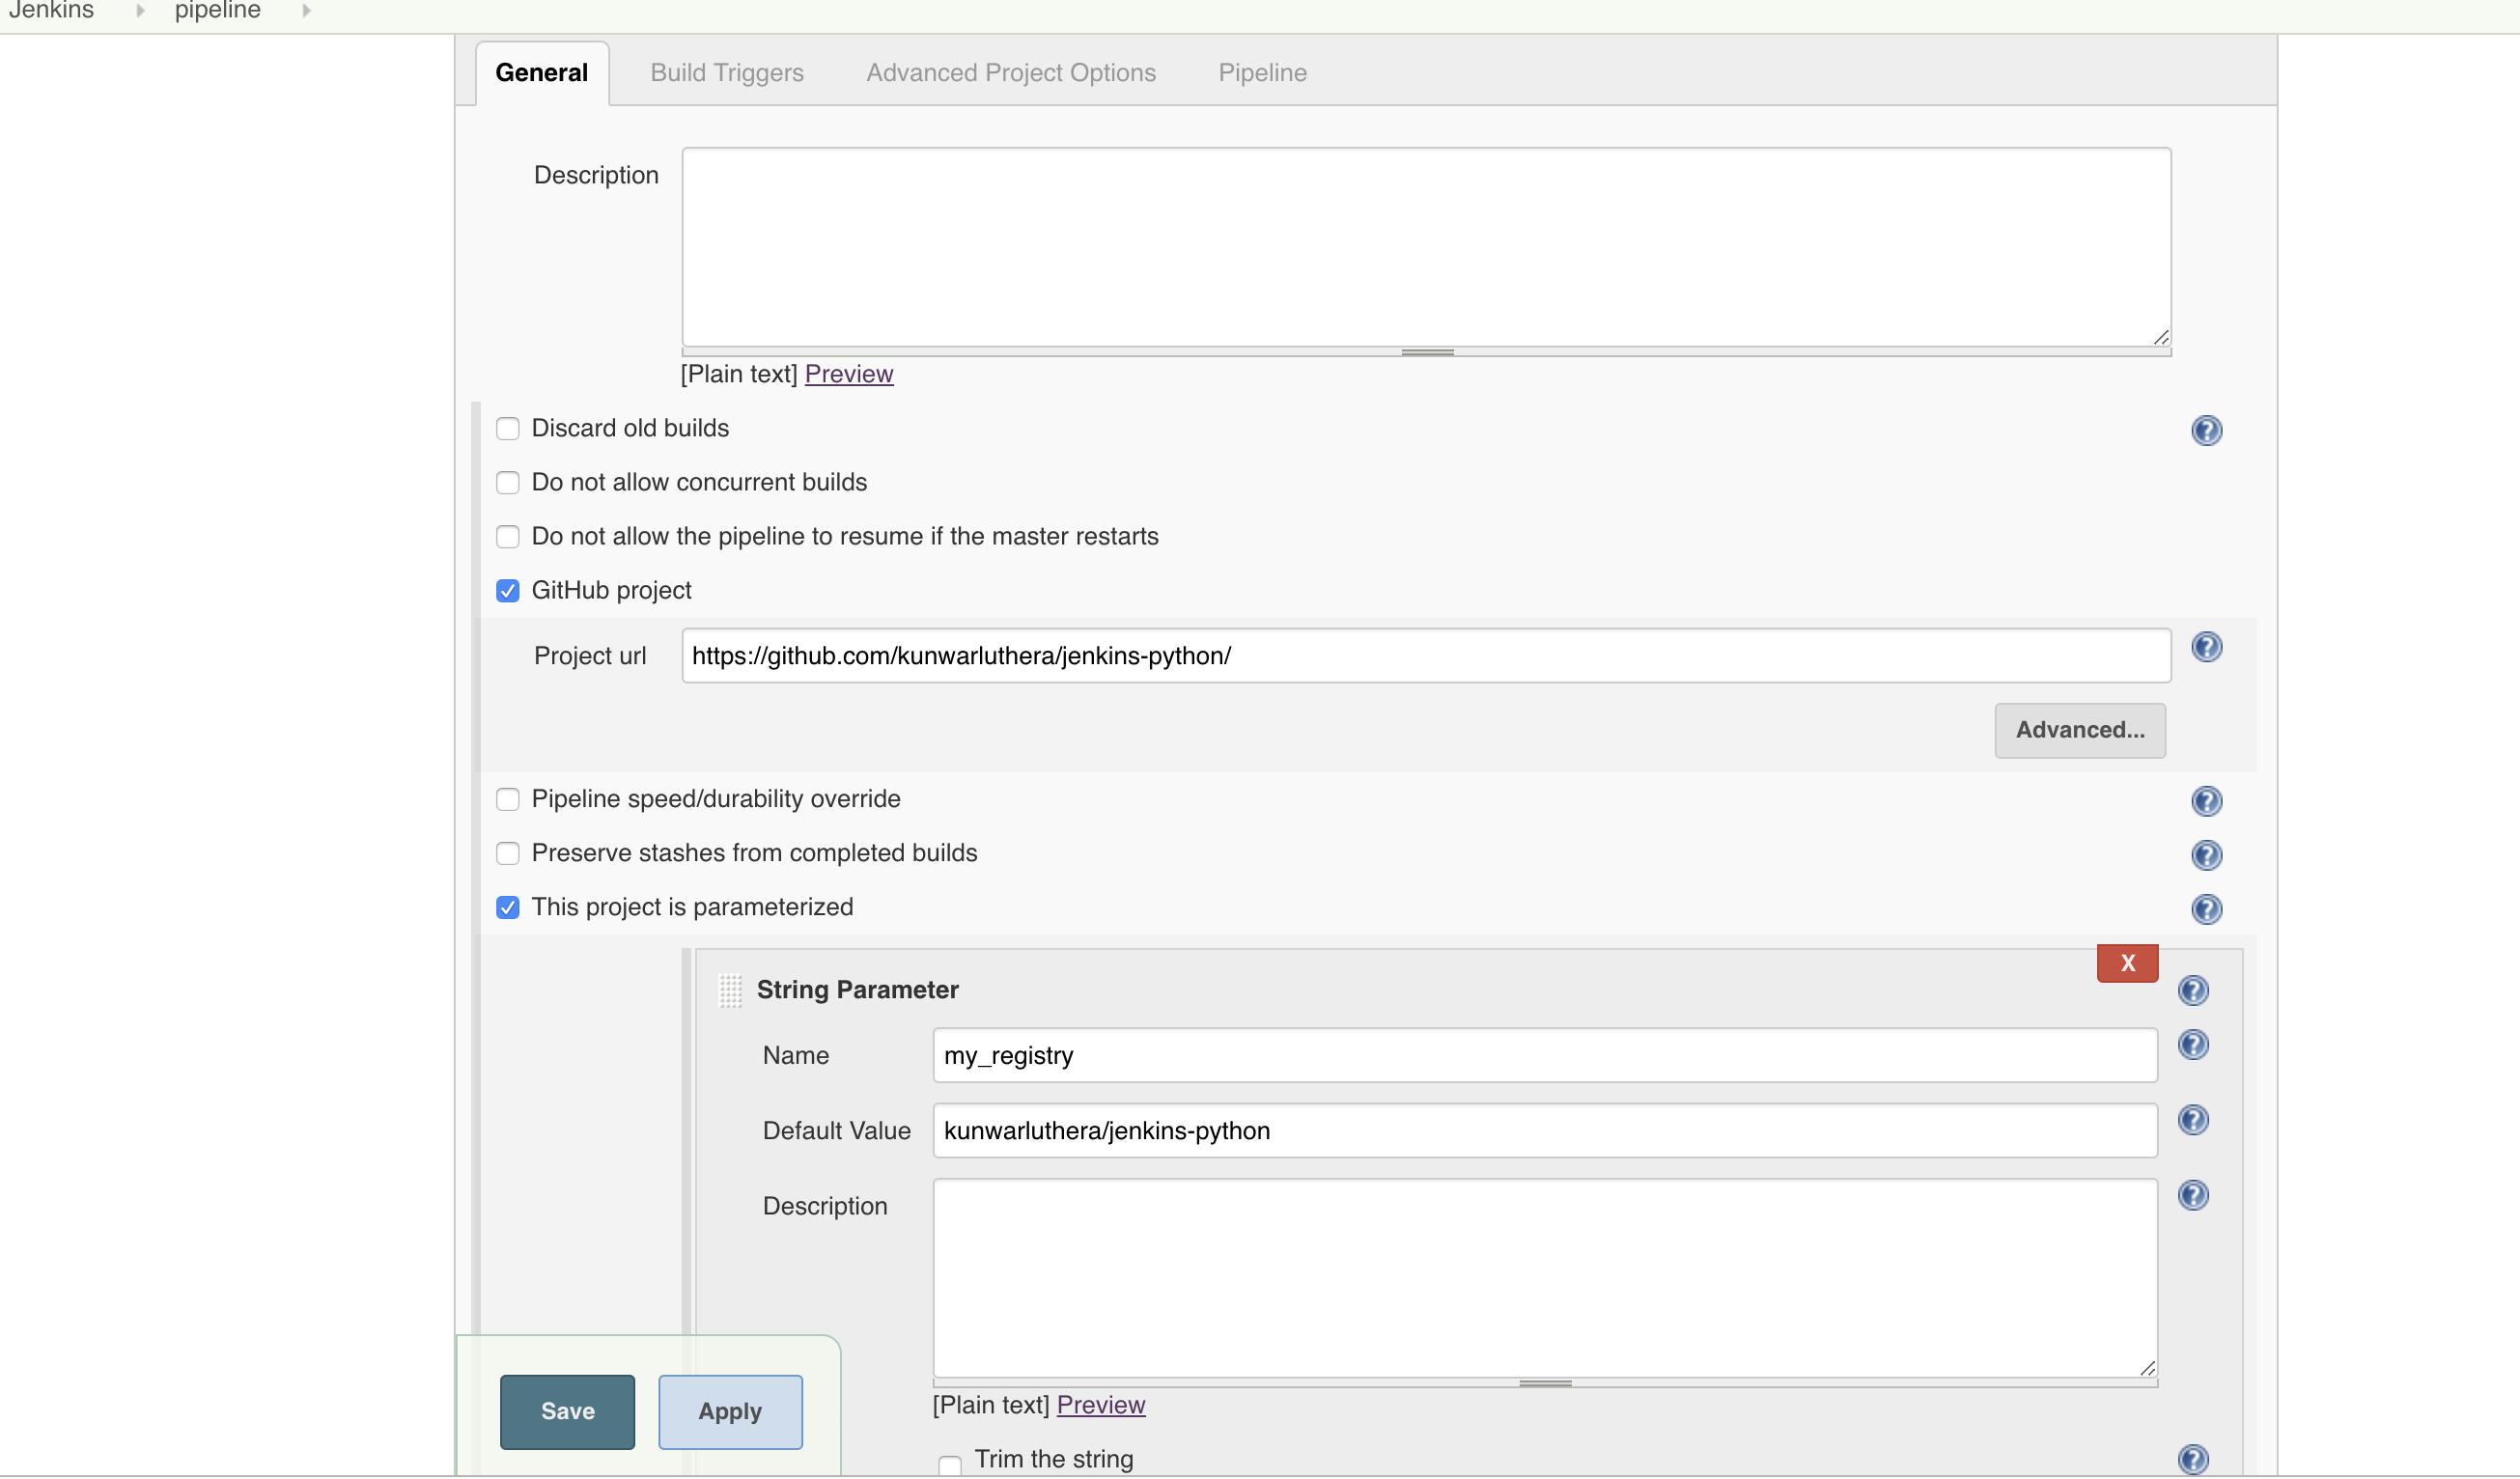 Jenkins pipeline
General Build Triggers Advanced Project Options Pipeline
Description
[Plain text] Preview
Discard old builds
Do not allow concurrent builds
Do not allow the pipeline to resume if the master restarts
GitHub project
Project url https://github.com/kunwarluthera/jenkins-python/
Advanced...
Pipeline speed/durability override
Preserve stashes from completed builds
This project is parameterized
X
String Parameter
Name my_registry
Default Value kunwarluthera/jenkins-python
Description
[Plain text] Preview
Trim the string
Save Apply